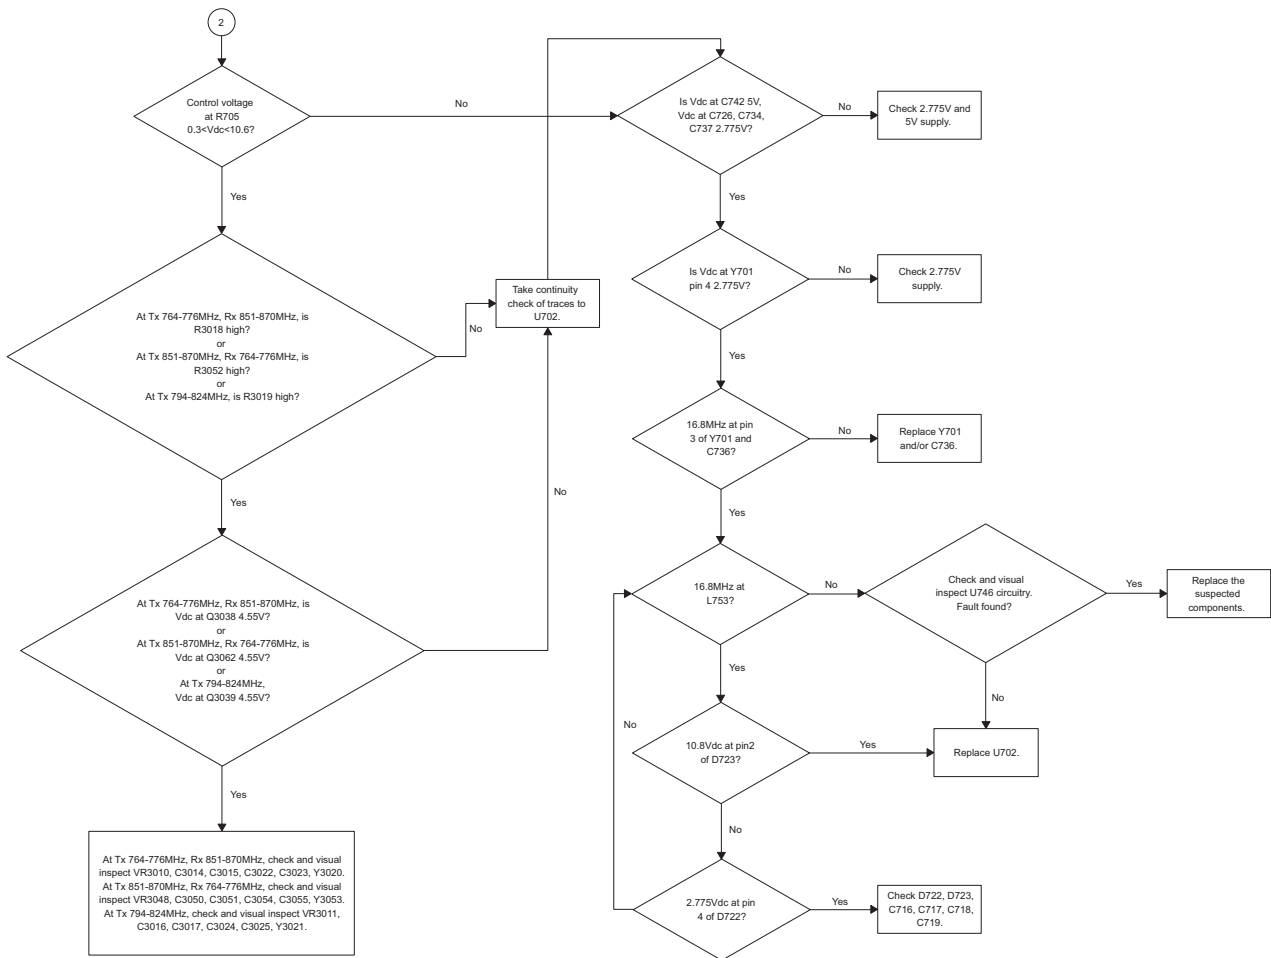 2
Control voltage
at R705
0.3<Vdc<10.6?
No
Yes
At Tx 764-776MHz, Rx 851-870MHz, is
R3018 high?
or
At Tx 851-870MHz, Rx 764-776MHz, is
R3052 high?
or
At Tx 794-824MHz, is R3019 high?
No
Yes
Take continuity
check of traces to
U702.
At Tx 764-776MHz, Rx 851-870MHz, is
Vdc at Q3038 4.55V?
or
At Tx 851-870MHz, Rx 764-776MHz, is
Vdc at Q3062 4.55V?
or
At Tx 794-824MHz,
Vdc at Q3039 4.55V?
No
Yes
At Tx 764-776MHz, Rx 851-870MHz, check and visual
inspect VR3010, C3014, C3015, C3022, C3023, Y3020.
At Tx 851-870MHz, Rx 764-776MHz, check and visual
inspect VR3048, C3050, C3051, C3054, C3055, Y3053.
At Tx 794-824MHz, check and visual inspect VR3011,
C3016, C3017, C3024, C3025, Y3021.
Is Vdc at C742 5V,
Vdc at C726, C734,
C737 2.775V?
No
Check 2.775V and
5V supply.
Yes
Is Vdc at Y701
pin 4 2.775V?
No
Check 2.775V
supply.
Yes
16.8MHz at pin
3 of Y701 and
C736?
No
Replace Y701
and/or C736.
Yes
16.8MHz at
L753?
No
Check and visual
inspect U746 circuitry.
Fault found?
Yes
Replace the
suspected
components.
Yes
No
No
10.8Vdc at pin2
of D723?
Yes
Replace U702.
No
2.775Vdc at pin
4 of D722?
Yes
Check D722, D723,
C716, C717, C718,
C719.